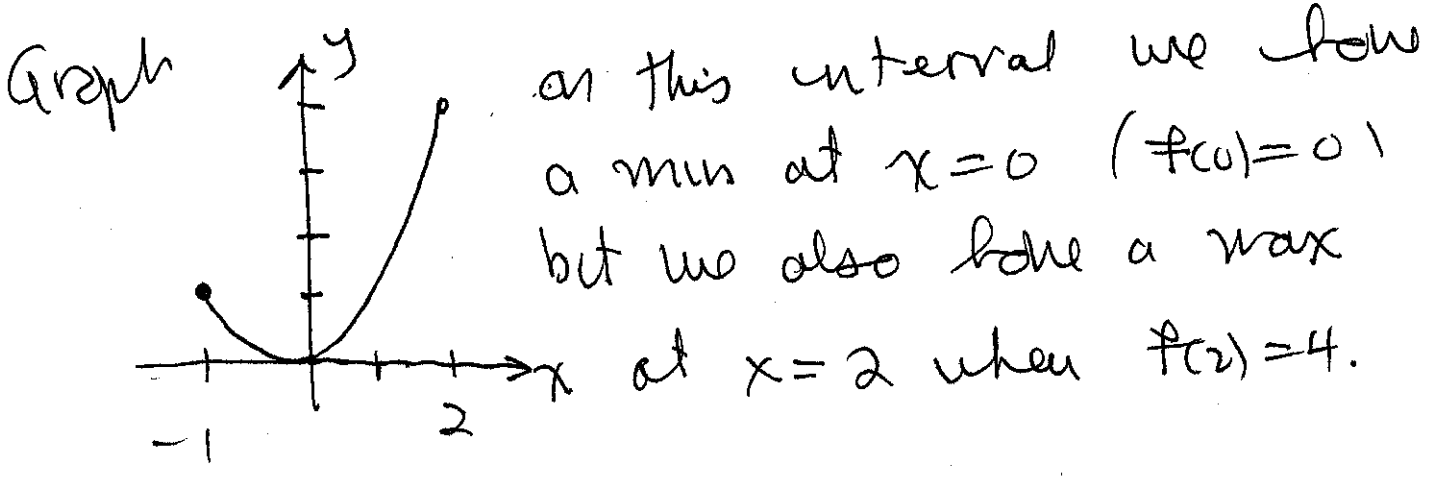 Graph
y
on this interval we have
a min at x=0 (f(0)=0)
but we also have a max
x at x=2 when f(2)=4.
-1
2